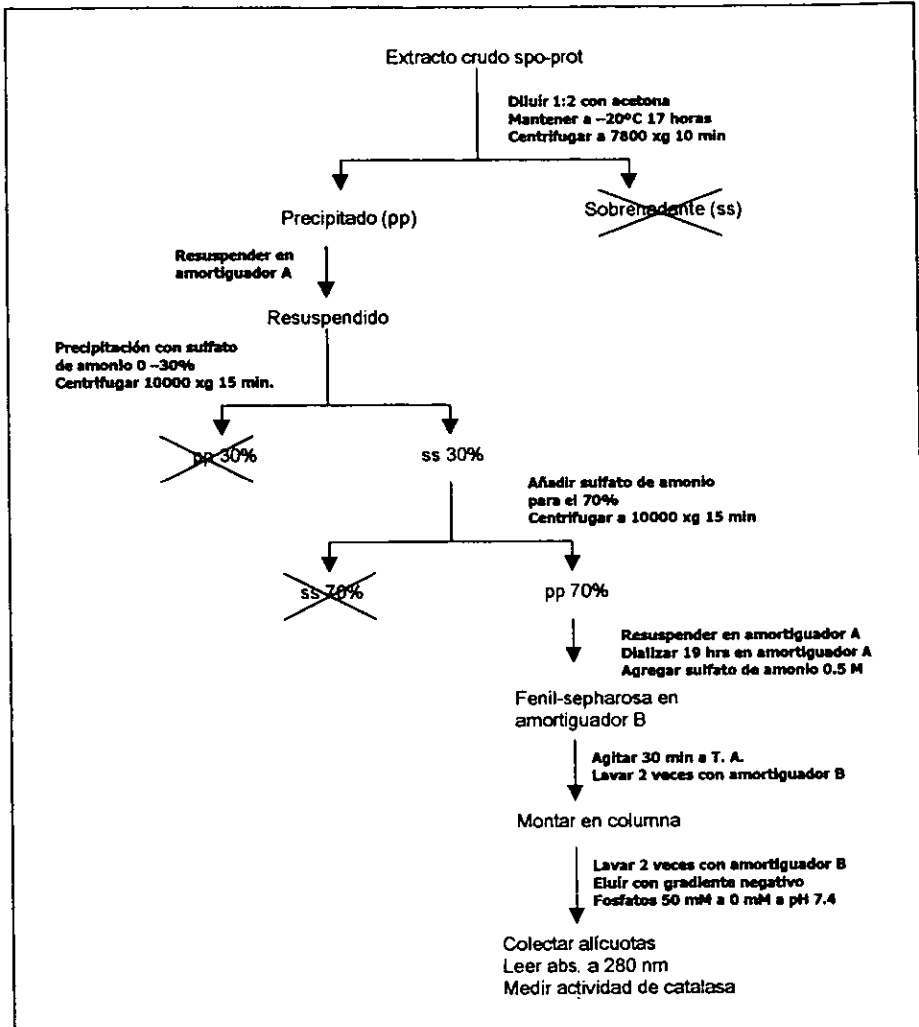 Extracto crudo spo-prot
Diluir 1:2 con acetona
Mantener a –20ºC 17 horas
Centrifugar a 7800 xg 10 min
Precipitado (pp)
Sobrenadante (ss)
Resuspender en
amortiguador A
Resuspendido
Precipitación con sulfato
de amonio 0 –30%
Centrifugar 10000 xg 15 min.
pp 30%
ss 30%
Añadir sulfato de amonio
para el 70%
Centrifugar a 10000 xg 15 min
ss 70%
pp 70%
Resuspender en amortiguador A
Dializar 19 hrs en amortiguador A
Agregar sulfato de amonio 0.5 M
Fenil-sepharosa en
amortiguador B
Agitar 30 min a T. A.
Lavar 2 veces con amortiguador B
Montar en columna
Lavar 2 veces con amortiguador B
Eluir con gradiente negativo
Fosfatos 50 mM a 0 mM a pH 7.4
Colectar alícuotas
Leer abs. a 280 nm
Medir actividad de catalasa